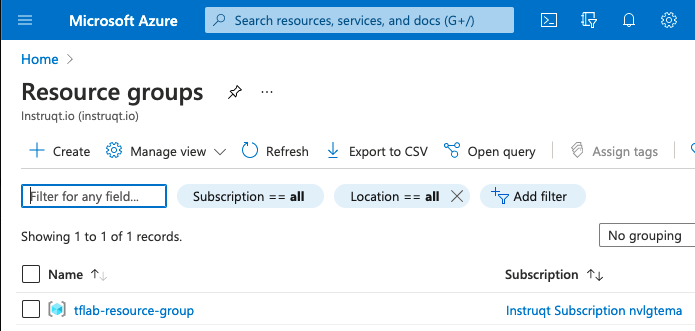 Microsoft Azure
Search resources, services, and docs (G+/)
Home >
Resource groups
Instruqt.io (instruqt.io)
Create
Manage view
Refresh
Export to CSV
Open query
Assign tags
Filter for any field...
Subscription == all
Location == all
Add filter
Showing 1 to 1 of 1 records.
No grouping
Name
Subscription
tflab-resource-group
Instruqt Subscription nvlgtema